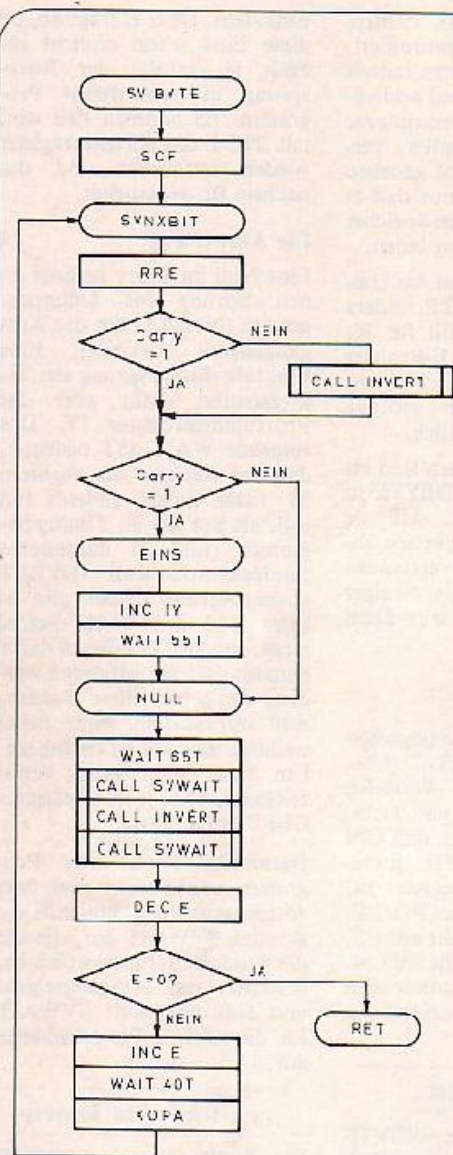 SVBYTE
SCF
SVNXBIT
RRE
Carry
=1
NEIN
JA
CALL INVERT
Carry
=1
NEIN
JA
EINS
INC IY
WAIT 55T
NULL
WAIT 65T
CALL SVWAIT
CALL INVERT
CALL SVWAIT
DEC E
E=0?
JA
NEIN
RET
INC E
WAIT 40T
KOPA